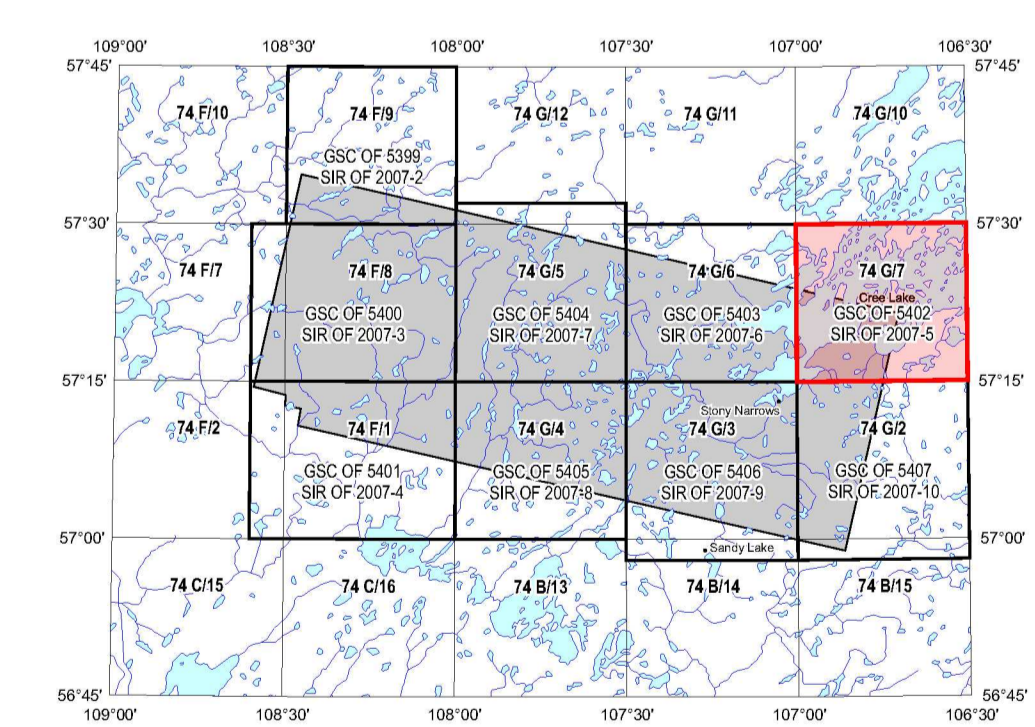 109°00' 108°30' 108°00' 107°30' 107°00' 106°30'
57°45' 57°45'
74 F/10 74 F/9 74 G/12 74 G/11 74 G/10
GSC OF 5399
SIR OF 2007-2
57°30' 57°30'
74 F/7 74 F/8 74 G/5 74 G/6 74 G/7
Cree Lake
GSC OF 5400 GSC OF 5404 GSC OF 5403 GSC OF 5402
SIR OF 2007-3 SIR OF 2007-7 SIR OF 2007-6 SIR OF 2007-5
57°15' 57°15'
Stony Narrows
74 F/2 74 F/1 74 G/4 74 G/3 74 G/2
GSC OF 5401 GSC OF 5405 GSC OF 5406 GSC OF 5407
SIR OF 2007-4 SIR OF 2007-8 SIR OF 2007-9 SIR OF 2007-10
57°00' 57°00'
Sandy Lake
74 C/15 74 C/16 74 B/13 74 B/14 74 B/15
56°45' 56°45'
109°00' 108°30' 108°00' 107°30' 107°00' 106°30'